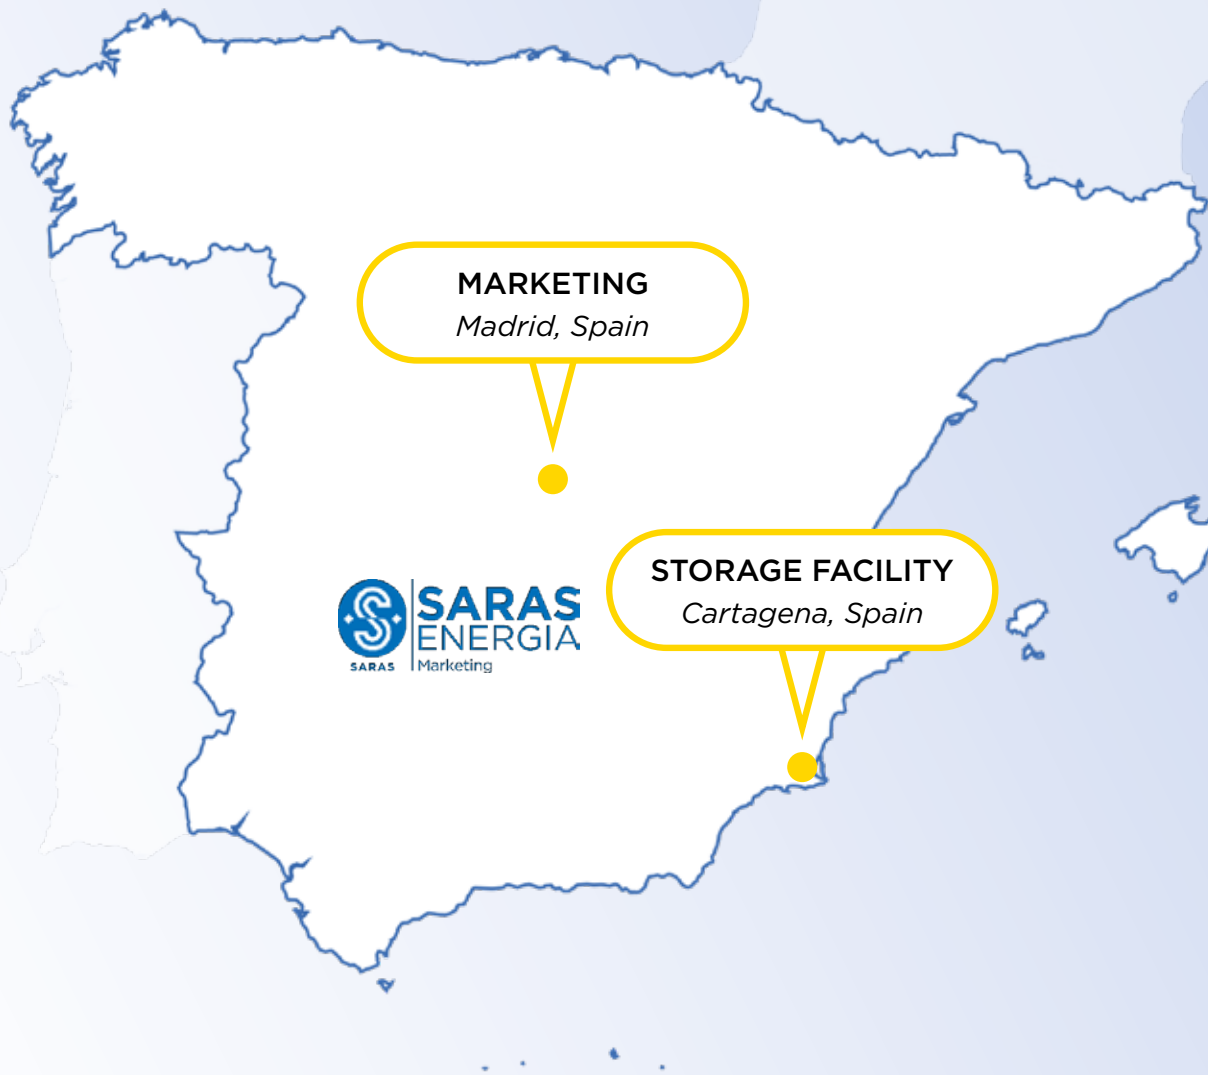 MARKETING
Madrid, Spain
STORAGE FACILITY
Cartagena, Spain
SARAS
ENERGIA
SARAS
Marketing